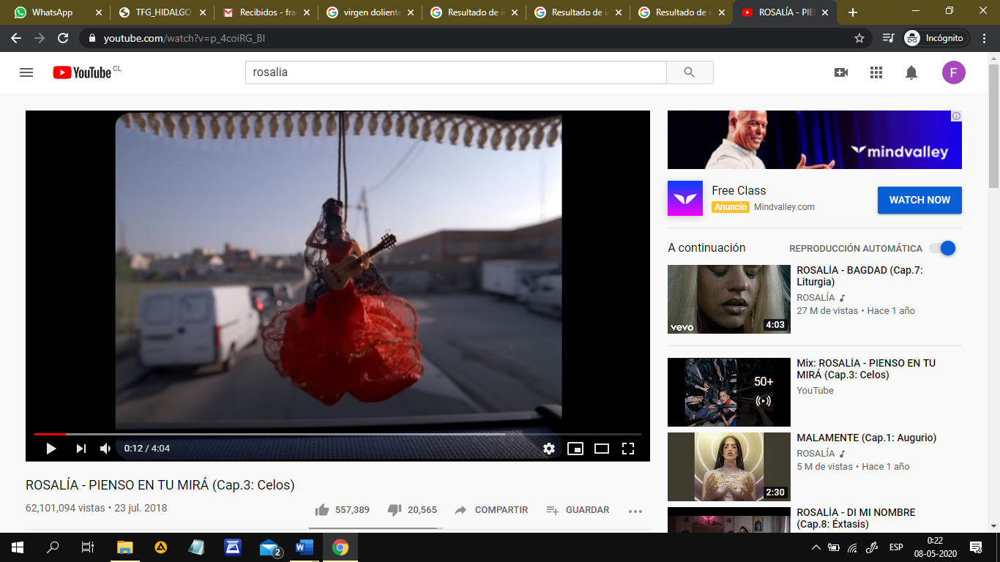 WhatsApp
TFG_HIDALGO
Recibidos - fra
virgen doliente
Resultado de i
Resultado de i
Resultado de i
ROSALÍA - PIE
youtube.com/watch?v=p_4coiRG_BI
Incógnito
YouTube CL
rosalia
F
mindvalley
Free Class
Anuncio Mindvalley.com
WATCH NOW
A continuación
REPRODUCCIÓN AUTOMÁTICA
ROSALÍA - BAGDAD (Cap.7:
Liturgia)
ROSALÍA
27 M de vistas • Hace 1 año
vevo
4:03
Mix: ROSALÍA - PIENSO EN TU
MIRÁ (Cap.3: Celos)
YouTube
50+
MALAMENTE (Cap.1: Augurio)
ROSALÍA
5 M de vistas • Hace 1 año
2:30
ROSALÍA - DI MI NOMBRE
(Cap.8: Éxtasis)
0:12 / 4:04
ROSALÍA - PIENSO EN TU MIRÁ (Cap.3: Celos)
62,101,094 vistas • 23 jul. 2018
557,389
20,565
COMPARTIR
GUARDAR
2
ESP
0:22
08-05-2020
3